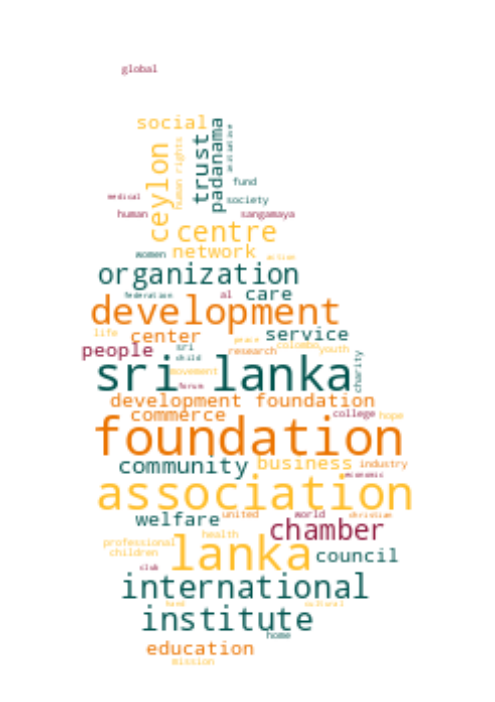 global
social
ceylon
human rights
trust
padanama
initiative
fund
medical
society
human
sangamaya
centre
women
network
action
organization
federation
al
care
development
life
center
peace
service
sri
colombo
people
child
research
youth
movement
sri lanka
forum
charity
development foundation
commerce
college
hope
foundation
community
business
industry
economic
association
welfare
united
world
christian
chamber
health
professional
children
lanka
council
club
international
cultural
institute
home
education
mission